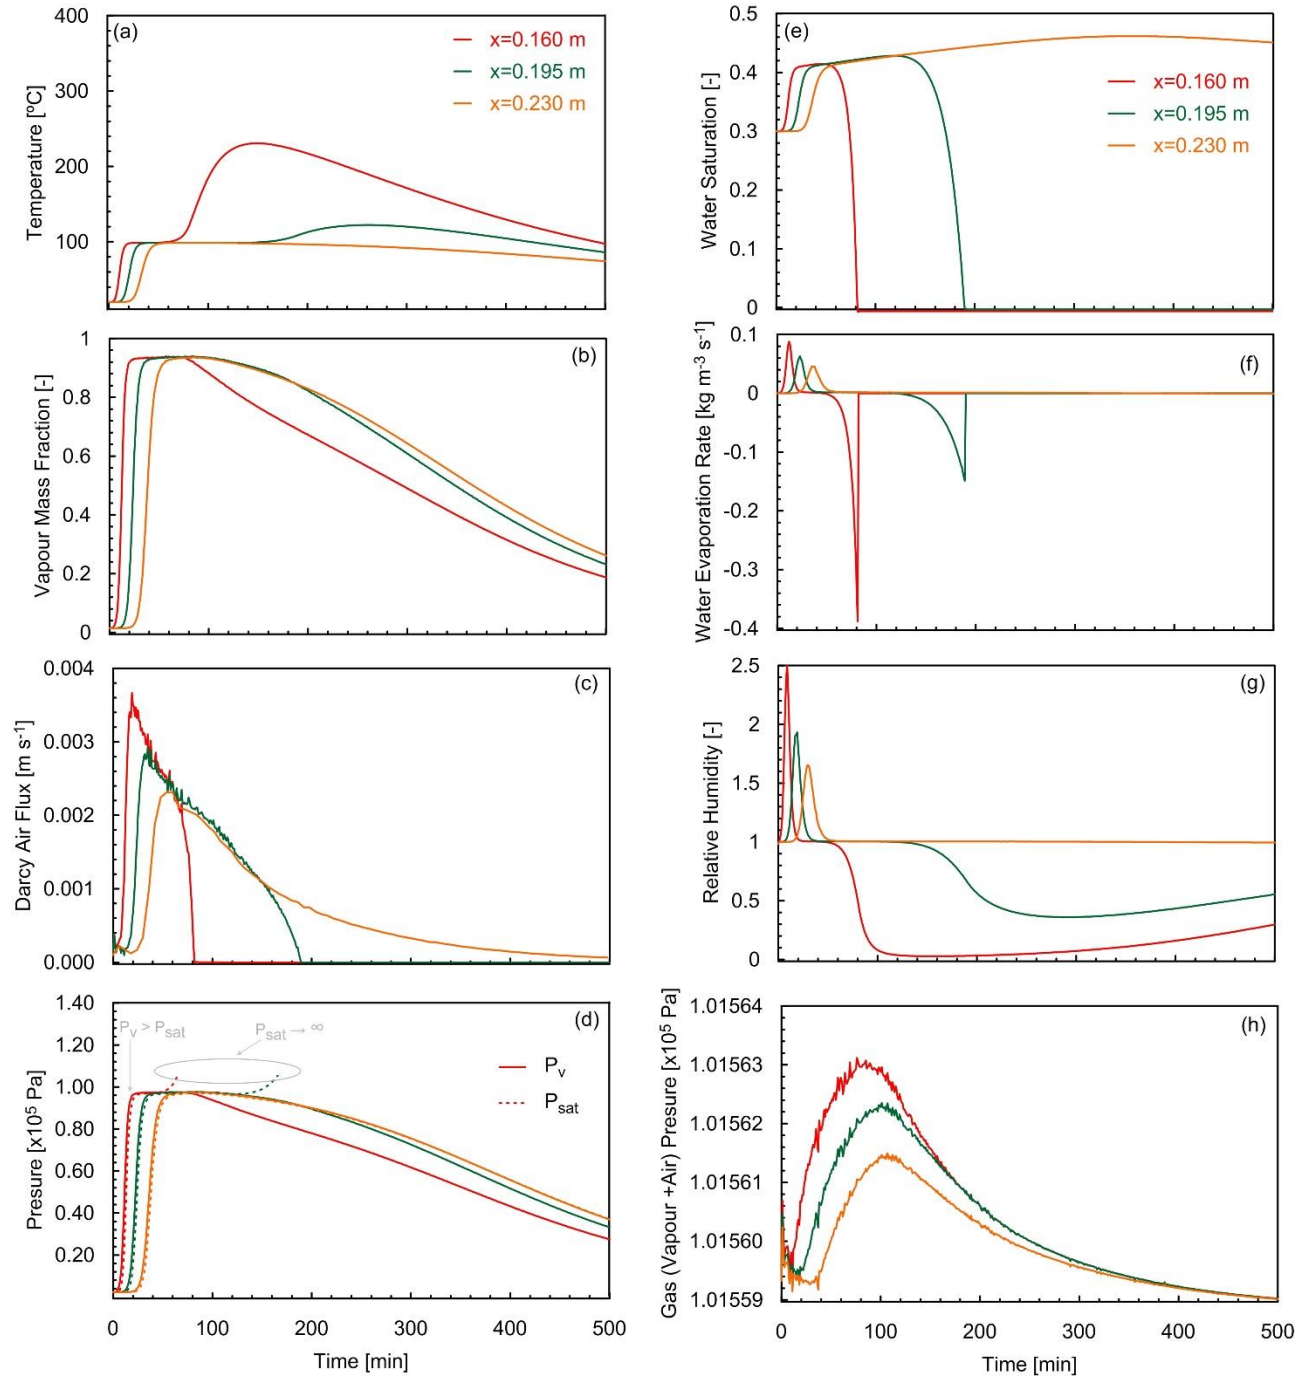 (a)
x=0.160 m
x=0.195 m
x=0.230 m
Temperature [ºC]
400
300
200
100
(e)
x=0.160 m
x=0.195 m
x=0.230 m
Water Saturation [-]
0.5
0.4
0.3
0.2
0.1
0
(b)
Vapour Mass Fraction [-]
1
0.8
0.6
0.4
0.2
0
(f)
Water Evaporation Rate [kg m-3 s-1]
0.1
0
-0.1
-0.2
-0.3
-0.4
(c)
Darcy Air Flux [m s-1]
0.004
0.003
0.002
0.001
0.000
(g)
Relative Humidity [-]
2.5
2
1.5
1
0.5
0
(d)
Pv > Psat
Psat → ∞
Pv
Psat
Presure [x10⁵ Pa]
1.40
1.20
1.00
0.80
0.60
0.40
0.20
0 100 200 300 400 500
Time [min]
(h)
Gas (Vapour +Air) Presure [x10⁵ Pa]
1.01564
1.01563
1.01562
1.01561
1.01560
1.01559
0 100 200 300 400 500
Time [min]